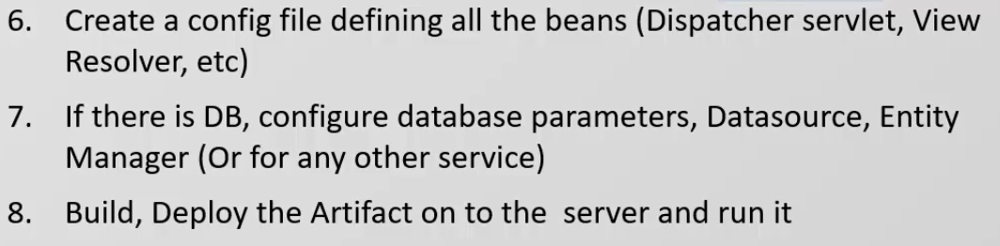 6. Create a config file defining all the beans (Dispatcher servlet, View
Resolver, etc)
7. If there is DB, configure database parameters, Datasource, Entity
Manager (Or for any other service)
8. Build, Deploy the Artifact on to the  server and run it